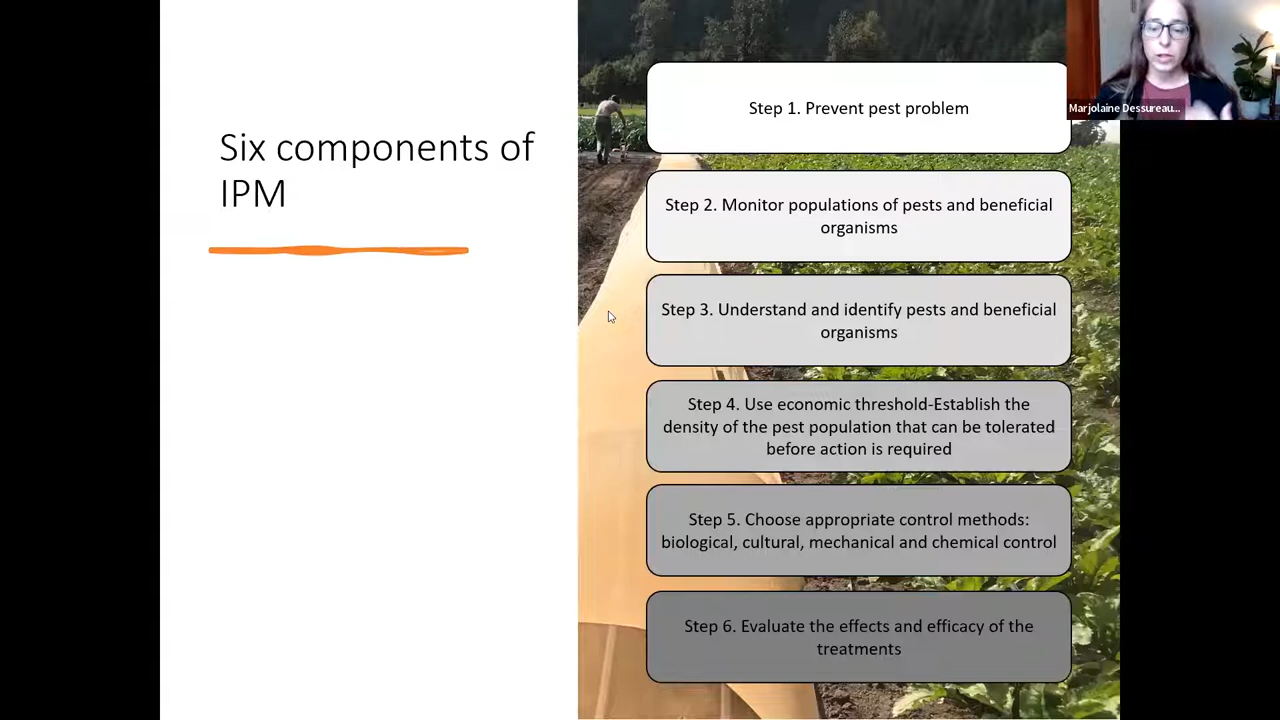 Six components of
IPM
Step 1. Prevent pest problem
Step 2. Monitor populations of pests and beneficial
organisms
Step 3. Understand and identify pests and beneficial
organisms
Step 4. Use economic threshold-Establish the
density of the pest population that can be tolerated
before action is required
Step 5. Choose appropriate control methods:
biological, cultural, mechanical and chemical control
Step 6. Evaluate the effects and efficacy of the
treatments
Marjolaine Dessureau...